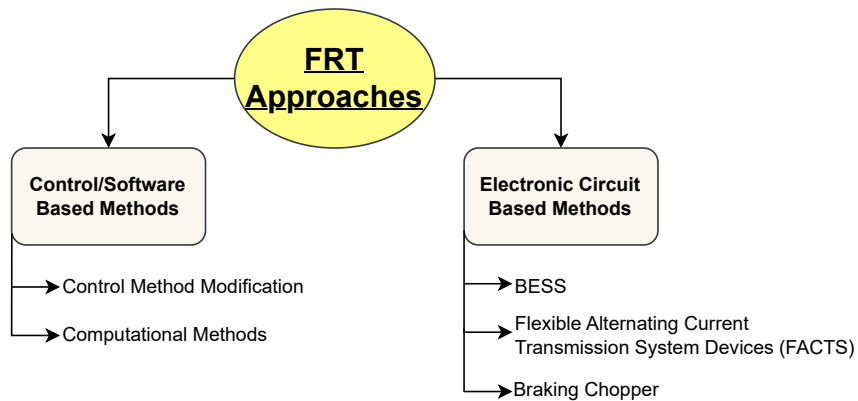 FRT
Approaches
Control/Software
Based Methods
Control Method Modification
Computational Methods
Electronic Circuit
Based Methods
BESS
Flexible Alternating Current
Transmission System Devices (FACTS)
Braking Chopper